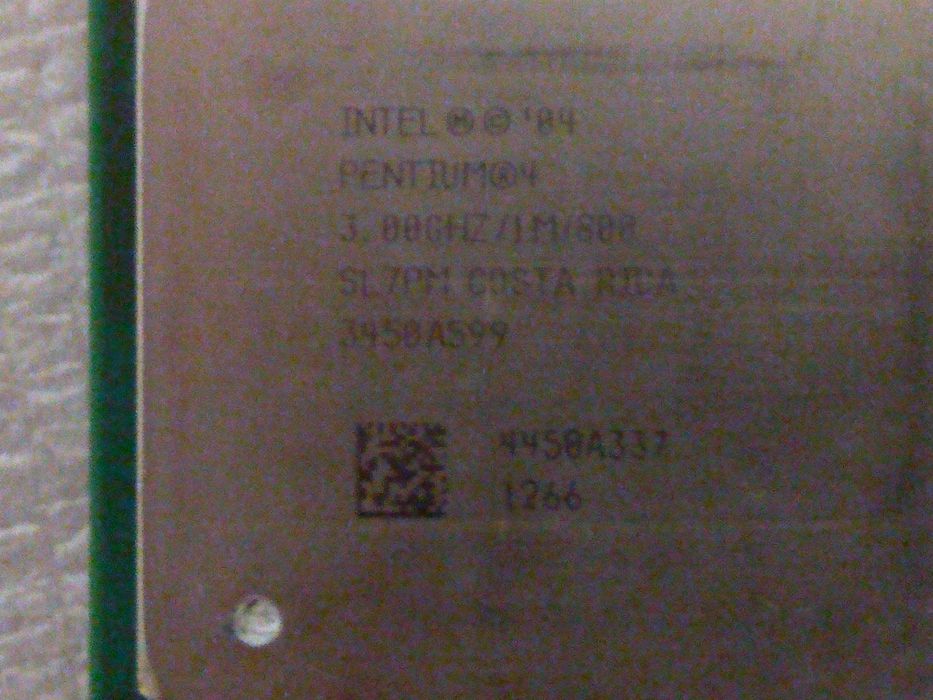 INTEL Ⓜ © '04
PENTIUM®4
3.00GHZ/1M/800
SL7PM COSTA RICA
3450A599
4450A337
1266